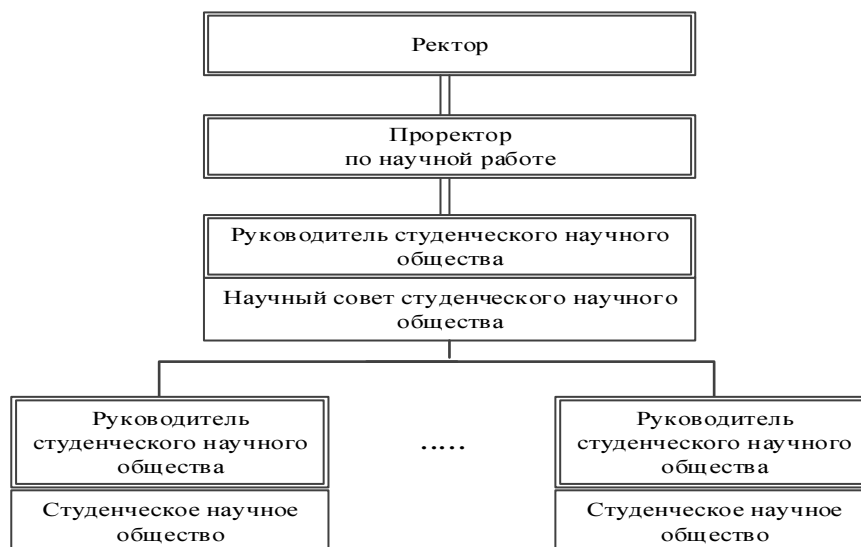 Ректор
Проректор
по научной работе
Руководитель студенческого научного
общества
Научный совет студенческого научного
общества
Руководитель
студенческого научного
общества
.....
Руководитель
студенческого научного
общества
Студенческое научное
общество
Студенческое научное
общество